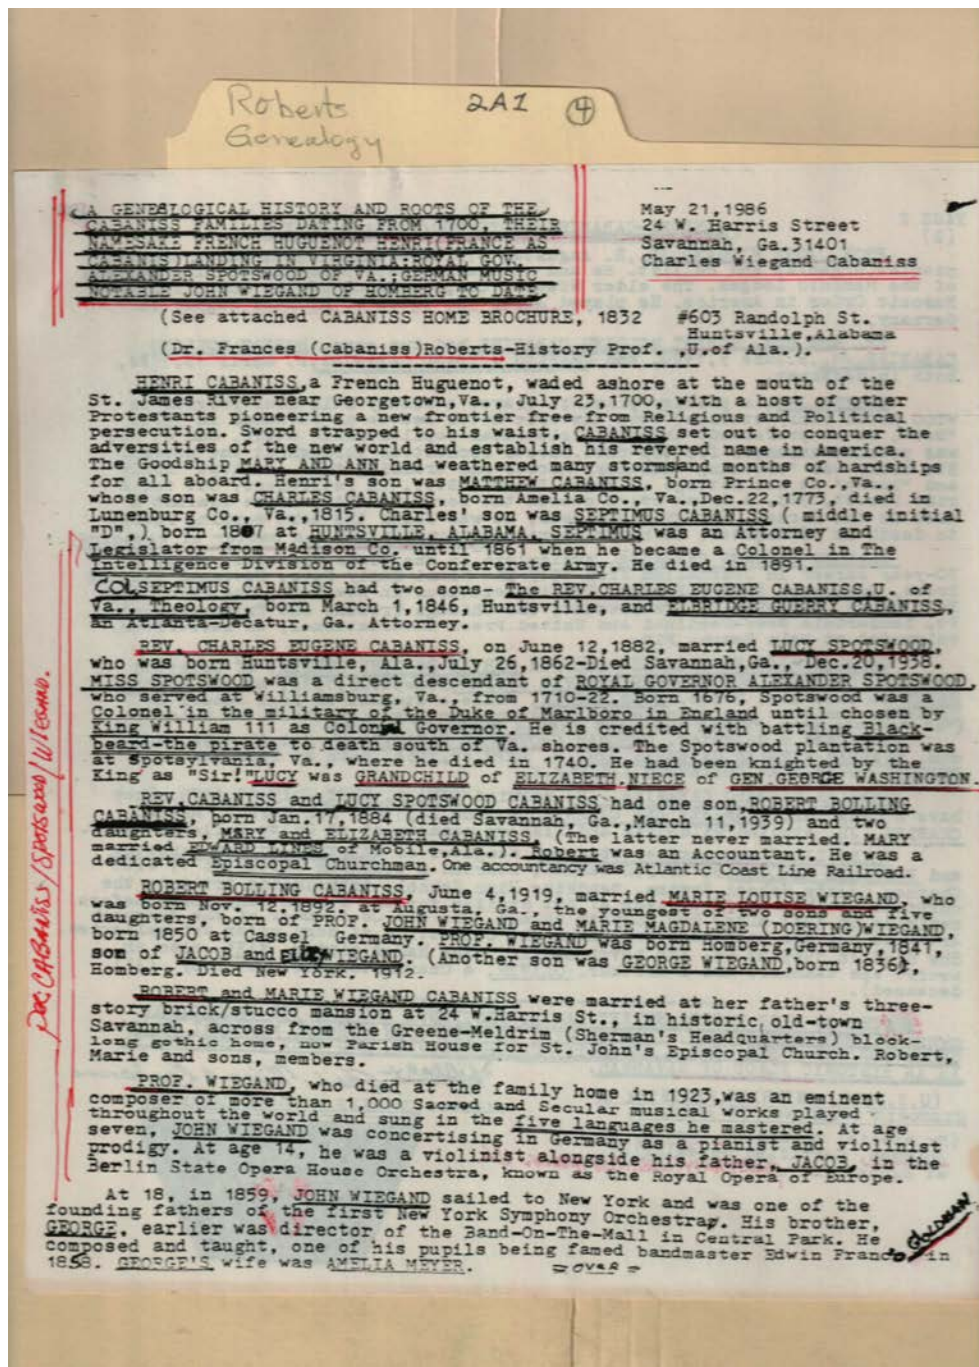 Roberts 2A1 4
Genealogy
A GENEOLOGICAL HISTORY AND ROOTS OF THE
CABANISS FAMILIES DATING FROM 1700, THEIR
NAMESAKE FRENCH HUGUENOT HENRI(FRANCE AS
CABANIS)LANDING IN VIRGINIA;ROYAL GOV.
ALEXANDER SPOTSWOOD OF VA.;GERMAN MUSIC
NOTABLE JOHN WIEGAND OF HOMBERG TO DATE
May 21,1986
24 W. Harris Street
Savannah, Ga.31401
Charles Wiegand Cabaniss
(See attached CABANISS HOME BROCHURE, 1832 #603 Randolph St.
Huntsville,Alabama
(Dr. Frances (Cabaniss)Roberts-History Prof. ,U.of Ala.).
HENRI CABANISS,a French Huguenot, waded ashore at the mouth of the
St. James River near Georgetown,Va., July 23,1700, with a host of other
Protestants pioneering a new frontier free from Religious and Political
persecution. Sword strapped to his waist, CABANISS set out to conquer the
adversities of the new world and establish his revered name in America.
The Goodship MARY AND ANN had weathered many storms and months of hardships
for all aboard. Henri's son was MATTHEW CABANISS, born Prince Co.,Va.,
whose son was CHARLES CABANISS, born Amelia Co., Va.,Dec.22,1773, died in
Lunenburg Co., Va.,1815. Charles' son was SEPTIMUS CABANISS ( middle initial
"D",) born 1807 at HUNTSVILLE, ALABAMA. SEPTIMUS was an Attorney and
Legislator from Madison Co. until 1861 when he became a Colonel in The
Intelligence Division of the Confererate Army. He died in 1891.
COL SEPTIMUS CABANISS had two sons- The REV.CHARLES EUGENE CABANISS,U. of
Va., Theology, born March 1,1846, Huntsville, and ELBRIDGE GUERRY CABANISS,
an Atlanta-Decatur, Ga. Attorney.
REV. CHARLES EUGENE CABANISS, on June 12,1882, married LUCY SPOTSWOOD,
who was born Huntsville, Ala.,July 26,1862-Died Savannah,Ga., Dec.20,1938.
MISS SPOTSWOOD was a direct descendant of ROYAL GOVERNOR ALEXANDER SPOTSWOOD,
who served at Williamsburg, Va., from 1710-22. Born 1676, Spotswood was a
Colonel in the military of the Duke of Marlboro in England until chosen by
King William 111 as Colonal Governor. He is credited with battling Black-
beard-the pirate to death south of Va. shores. The Spotswood plantation was
at Spotsylvania, Va., where he died in 1740. He had been knighted by the
King as "Sir!"LUCY was GRANDCHILD of ELIZABETH.NIECE of GEN.GEORGE WASHINGTON.
REV.CABANISS and LUCY SPOTSWOOD CABANISS had one son,ROBERT BOLLING
CABANISS, born Jan.17,1884 (died Savannah, Ga.,March 11,1939) and two
daughters, MARY and ELIZABETH CABANISS, (The latter never married. MARY
married EDWARD LINES of Mobile,Ala.). Robert was an Accountant. He was a
dedicated Episcopal Churchman. One accountancy was Atlantic Coast Line Railroad.
ROBERT BOLLING CABANISS, June 4,1919, married MARIE LOUISE WIEGAND, who
was born Nov. 12,1892, at Augusta, Ga., the youngest of two sons and five
daughters, born of PROF. JOHN WIEGAND and MARIE MAGDALENE (DOERING)WIEGAND,
born 1850 at Cassel Germany. PROF. WIEGAND was born Homberg,Germany,1841,
son of JACOB and WIEGAND. (Another son was GEORGE WIEGAND,born 1836),
Homberg. Died New York, 1912.
ROBERT and MARIE WIEGAND CABANISS were married at her father's three-
story brick/stucco mansion at 24 W.Harris St., in historic old-town
Savannah, across from the Greene-Meldrim (Sherman's Headquarters) block-
long gothic home, now Parish House for St. John's Episcopal Church. Robert,
Marie and sons, members.
PROF. WIEGAND, who died at the family home in 1923,was an eminent
composer of more than 1,000 Sacred and Secular musical works played
throughout the world and sung in the five languages he mastered. At age
seven, JOHN WIEGAND was concertising in Germany as a pianist and violinist
prodigy. At age 14, he was a violinist alongside his father, JACOB, in the
Berlin State Opera House Orchestra, known as the Royal Opera of Europe.
At 18, in 1859, JOHN WIEGAND sailed to New York and was one of the
founding fathers of the first New York Symphony Orchestra. His brother,
GEORGE, earlier was director of the Band-On-The-Mall in Central Park. He
composed and taught, one of his pupils being famed bandmaster Edwin Franco GOLDMAN in
1858. GEORGE'S wife was AMELIA MEYER. =OVER=
CABANISS/SPOTSWOOD/WIEGAND.